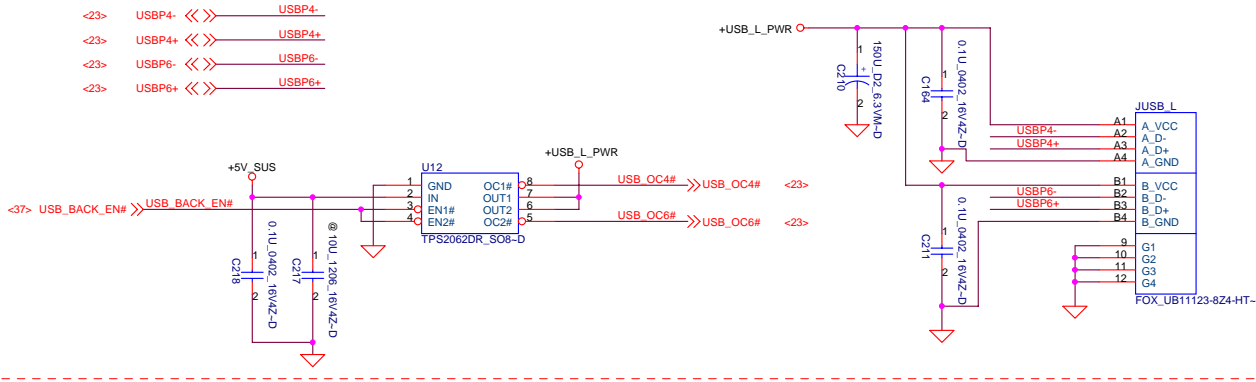 <23> USBP4- USBP4-
<23> USBP4+ USBP4+
<23> USBP6- USBP6-
<23> USBP6+ USBP6+
+USB_L_PWR
1
2
C210
150U_D2_6.3VM~D
1
2
C164
0.1U_0402_16V4Z~D
JUSB_L
A1 A_VCC
USBP4- A2 A_D-
USBP4+ A3 A_D+
A4 A_GND
B1 B_VCC
USBP6- B2 B_D-
USBP6+ B3 B_D+
B4 B_GND
9 G1
10 G2
11 G3
12 G4
FOX_UB11123-8Z4-HT~
1
2
C211
0.1U_0402_16V4Z~D
+5V_SUS
+USB_L_PWR
U12
1 GND OC1# 8 USB_OC4# USB_OC4# <23>
2 IN OUT1 7
3 EN1# OUT2 6
4 EN2# OC2# 5 USB_OC6# USB_OC6# <23>
TPS2062DR_SO8~D
<37> USB_BACK_EN# USB_BACK_EN#
1
2
C218
0.1U_0402_16V4Z~D
1
2
C217
@ 10U_1206_16V4Z~D